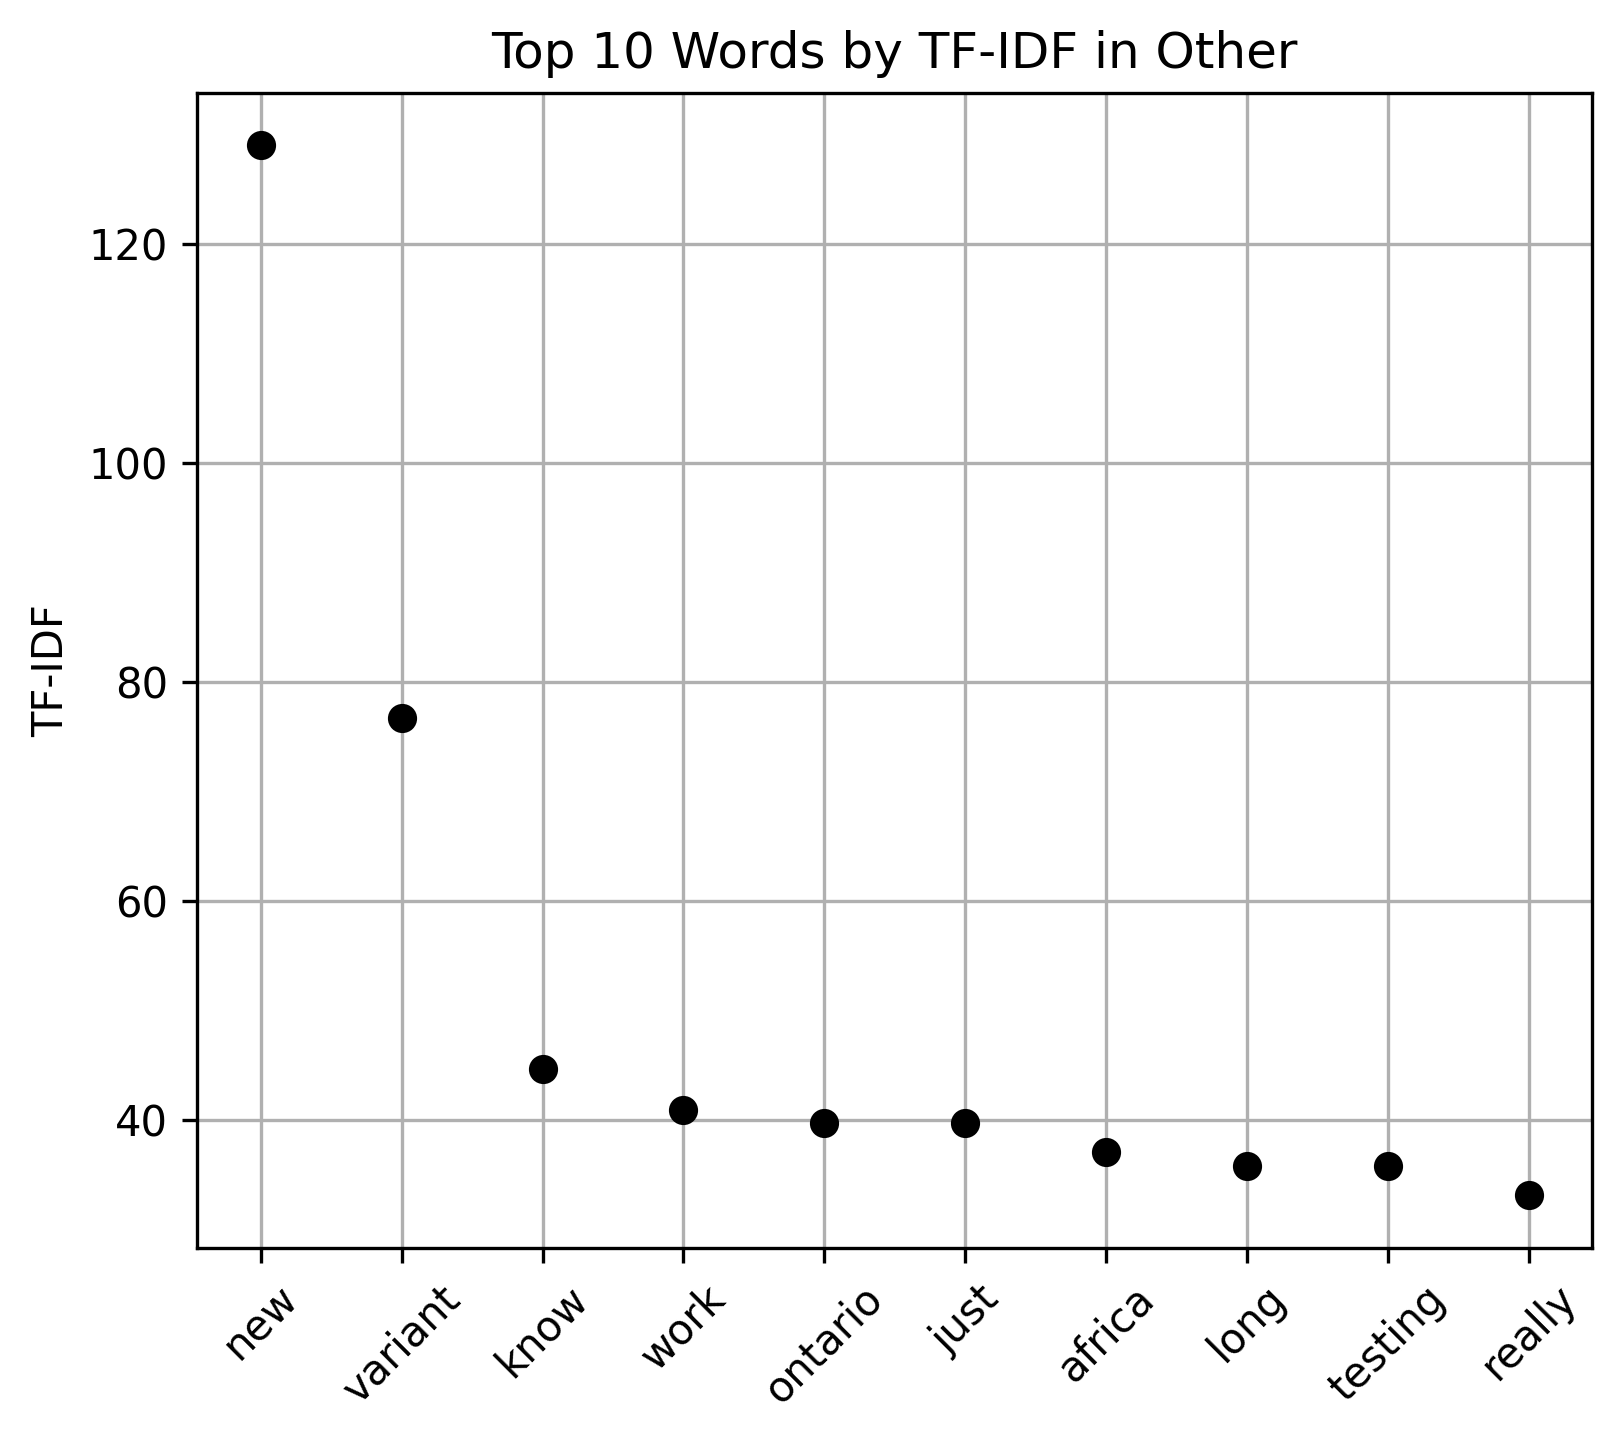 Top 10 Words by TF-IDF in Other
TF-IDF
120
100
80
60
40
new
variant
know
work
ontario
just
africa
long
testing
really